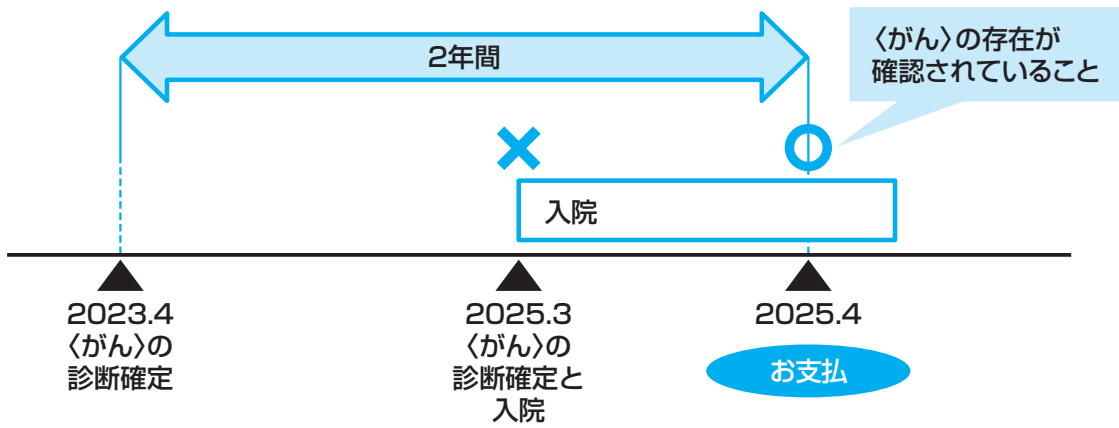 2年間
〈がん〉の存在が
確認されていること
入院
2023.4
〈がん〉の
診断確定
2025.3
〈がん〉の
診断確定と
入院
2025.4
お支払